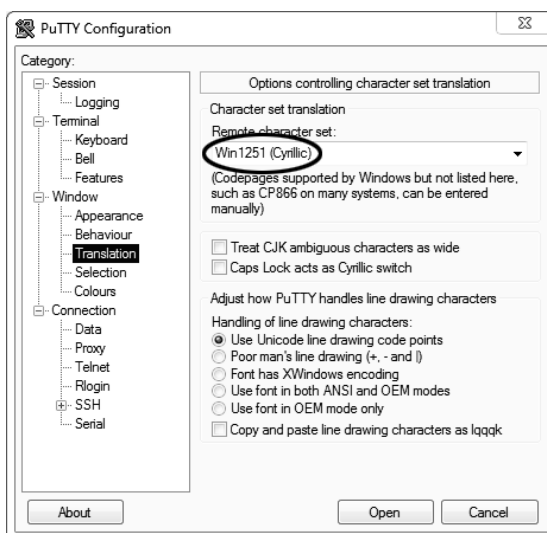 PuTTY Configuration
Category:
Session
Logging
Terminal
Keyboard
Bell
Features
Window
Appearance
Behaviour
Translation
Selection
Colours
Connection
Data
Proxy
Telnet
Rlogin
SSH
Serial
Options controlling character set translation
Character set translation
Remote character set:
Win1251 (Cyrillic)
(Codepages supported by Windows but not listed here,
such as CP866 on many systems, can be entered
manually)
Treat CJK ambiguous characters as wide
Caps Lock acts as Cyrillic switch
Adjust how PuTTY handles line drawing characters
Handling of line drawing characters:
Use Unicode line drawing code points
Poor man's line drawing (+, - and |)
Font has XWindows encoding
Use font in both ANSI and OEM modes
Use font in OEM mode only
Copy and paste line drawing characters as lqqqk
About
Open
Cancel